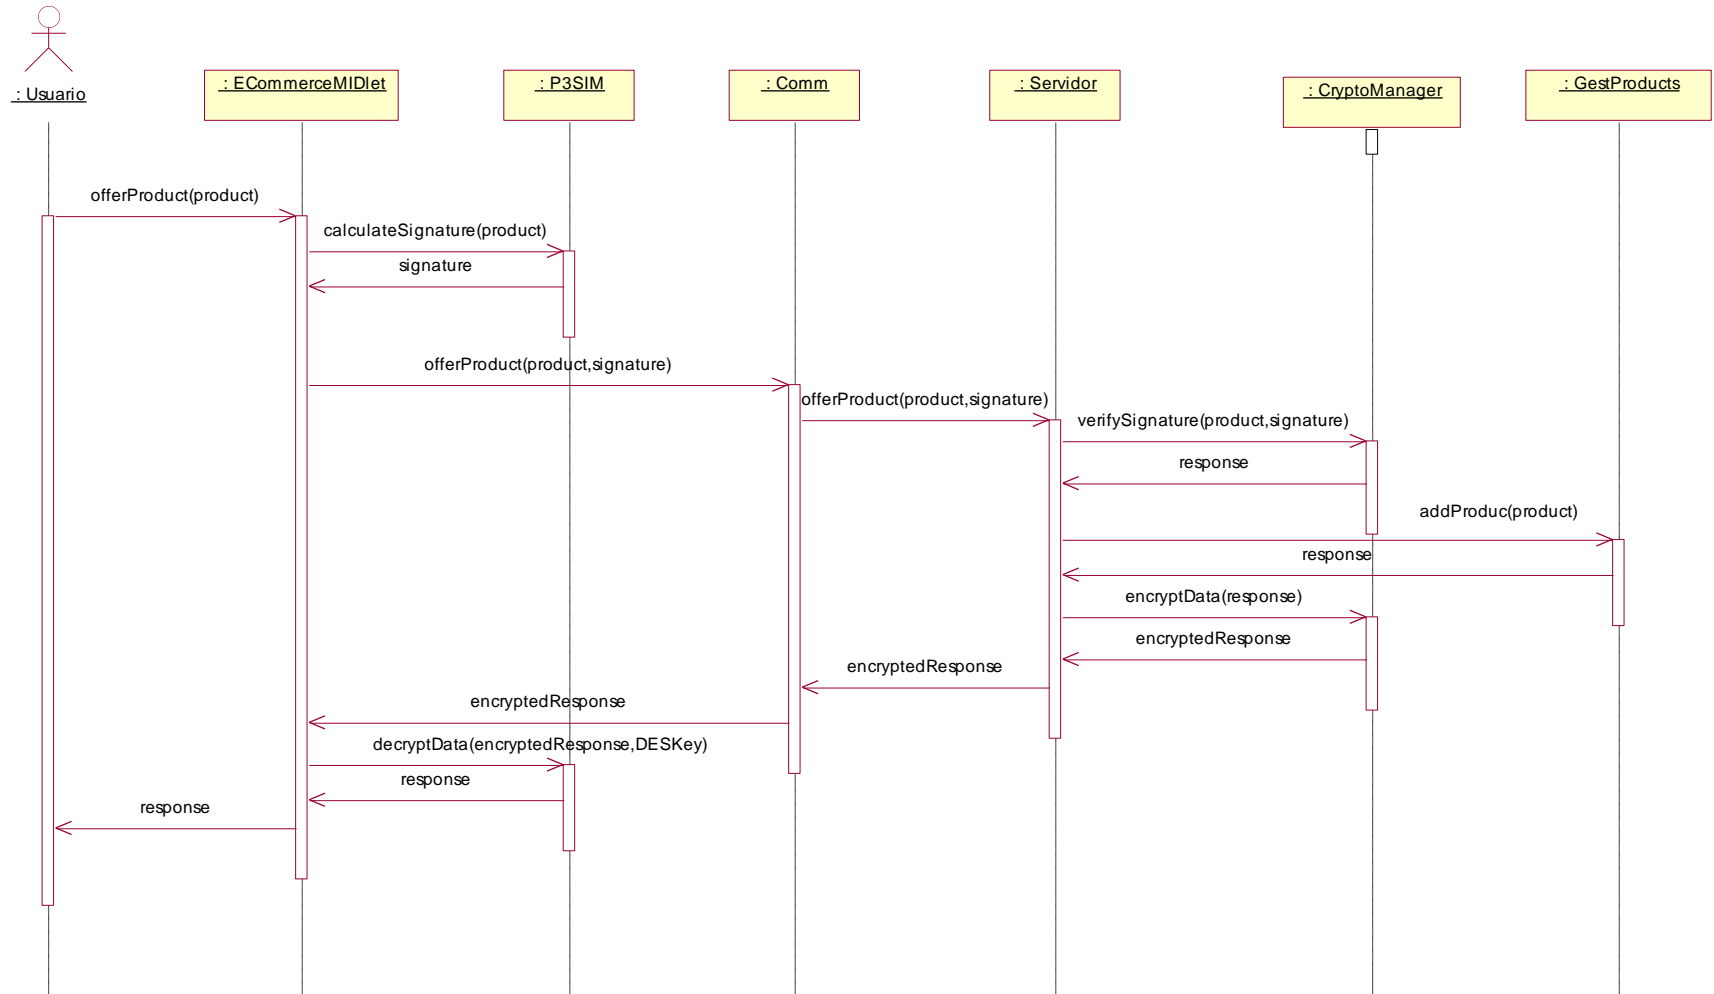 : Usuario
: ECommerceMIDlet
: P3SIM
: Comm
: Servidor
: CryptoManager
: GestProducts
offerProduct(product)
calculateSignature(product)
signature
offerProduct(product,signature)
offerProduct(product,signature)
verifySignature(product,signature)
response
addProduc(product)
response
encryptData(response)
encryptedResponse
encryptedResponse
encryptedResponse
decryptData(encryptedResponse,DESKey)
response
response